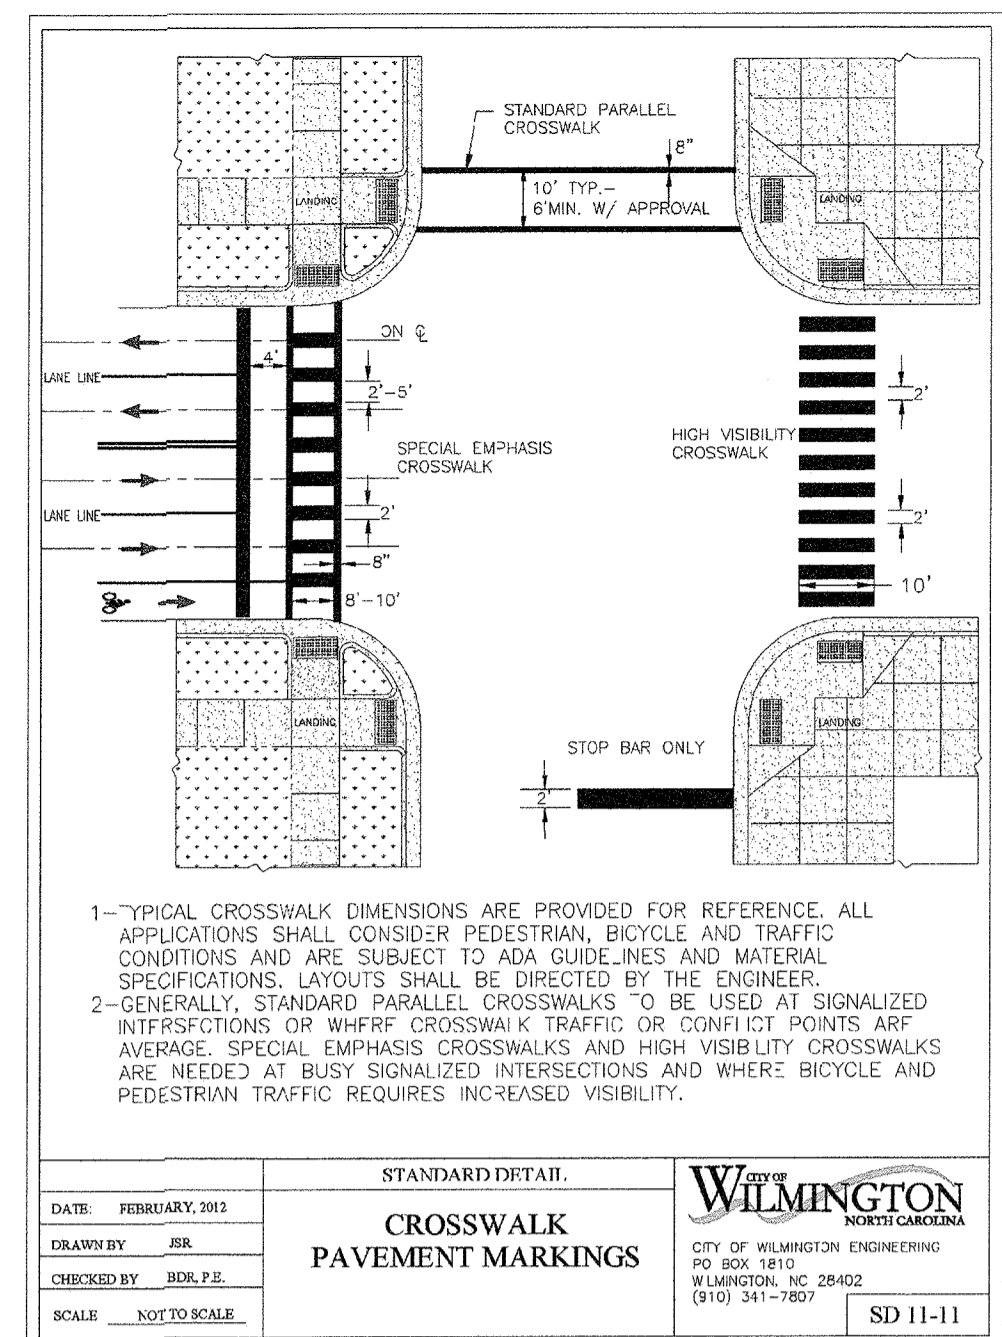 STANDARD PARALLEL
CROSSWALK
8"
10' TYP.–
6'MIN. W/ APPROVAL
LANDING
LANDING
ON ℄
4'
LANE LINE
2'-5'
2'
SPECIAL EMPHASIS
CROSSWALK
HIGH VISIBILITY
CROSSWALK
LANE LINE
2'
2'
8"
8'-10'
10'
LANDING
LANDING
STOP BAR ONLY
2'
1–TYPICAL CROSSWALK DIMENSIONS ARE PROVIDED FOR REFERENCE. ALL
APPLICATIONS SHALL CONSIDER PEDESTRIAN, BICYCLE AND TRAFFIC
CONDITIONS AND ARE SUBJECT TO ADA GUIDELINES AND MATERIAL
SPECIFICATIONS. LAYOUTS SHALL BE DIRECTED BY THE ENGINEER.
2–GENERALLY, STANDARD PARALLEL CROSSWALKS TO BE USED AT SIGNALIZED
INTERSECTIONS OR WHERE CROSSWALK TRAFFIC OR CONFLICT POINTS ARE
AVERAGE. SPECIAL EMPHASIS CROSSWALKS AND HIGH VISIBILITY CROSSWALKS
ARE NEEDED AT BUSY SIGNALIZED INTERSECTIONS AND WHERE BICYCLE AND
PEDESTRIAN TRAFFIC REQUIRES INCREASED VISIBILITY.
DATE: FEBRUARY, 2012
DRAWN BY JSR
CHECKED BY BDR, P.E.
SCALE NOT TO SCALE
STANDARD DETAIL
CROSSWALK
PAVEMENT MARKINGS
CITY OF
WILMINGTON
NORTH CAROLINA
CITY OF WILMINGTON ENGINEERING
PO BOX 1810
WILMINGTON, NC 28402
(910) 341-7807
SD 11-11